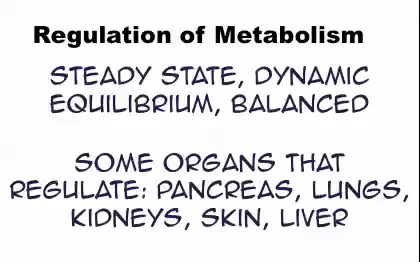 Regulation of Metabolism
STEADY STATE, DYNAMIC
EQUILIBRIUM, BALANCED
SOME ORGANS THAT
REGULATE: PANCREAS, LUNGS,
KIDNEYS, SKIN, LIVER